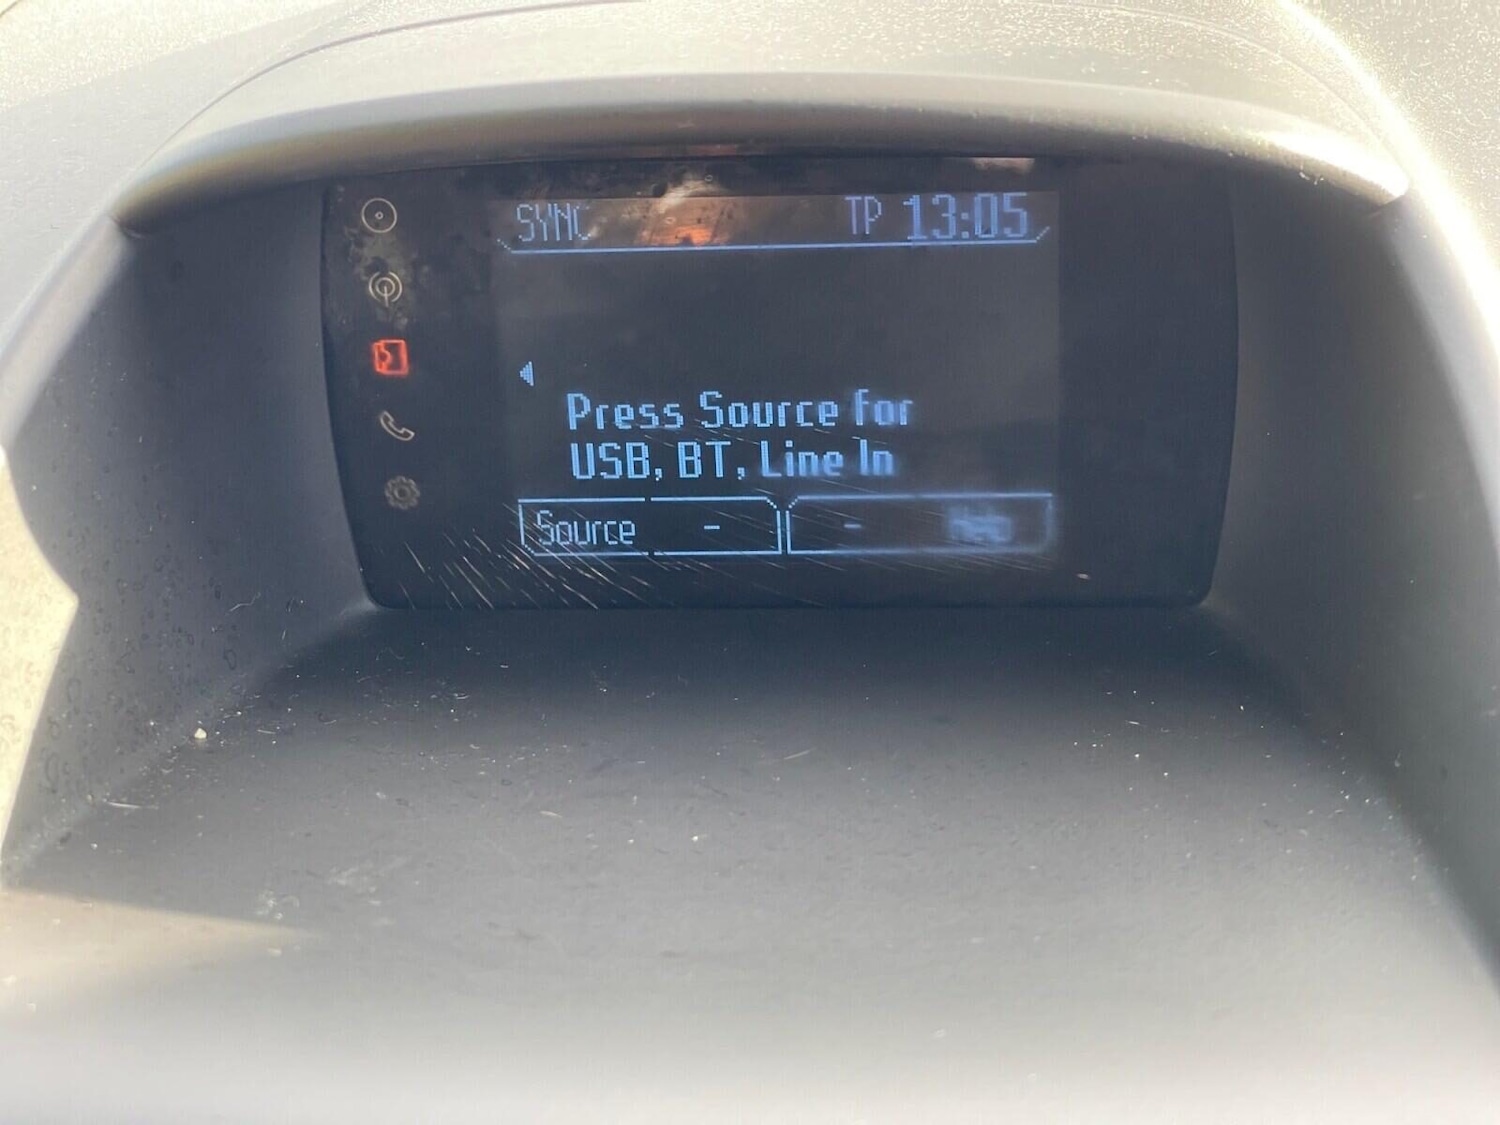 SYNC TP 13:05
Press Source for
USB, BT, Line In
Source - -